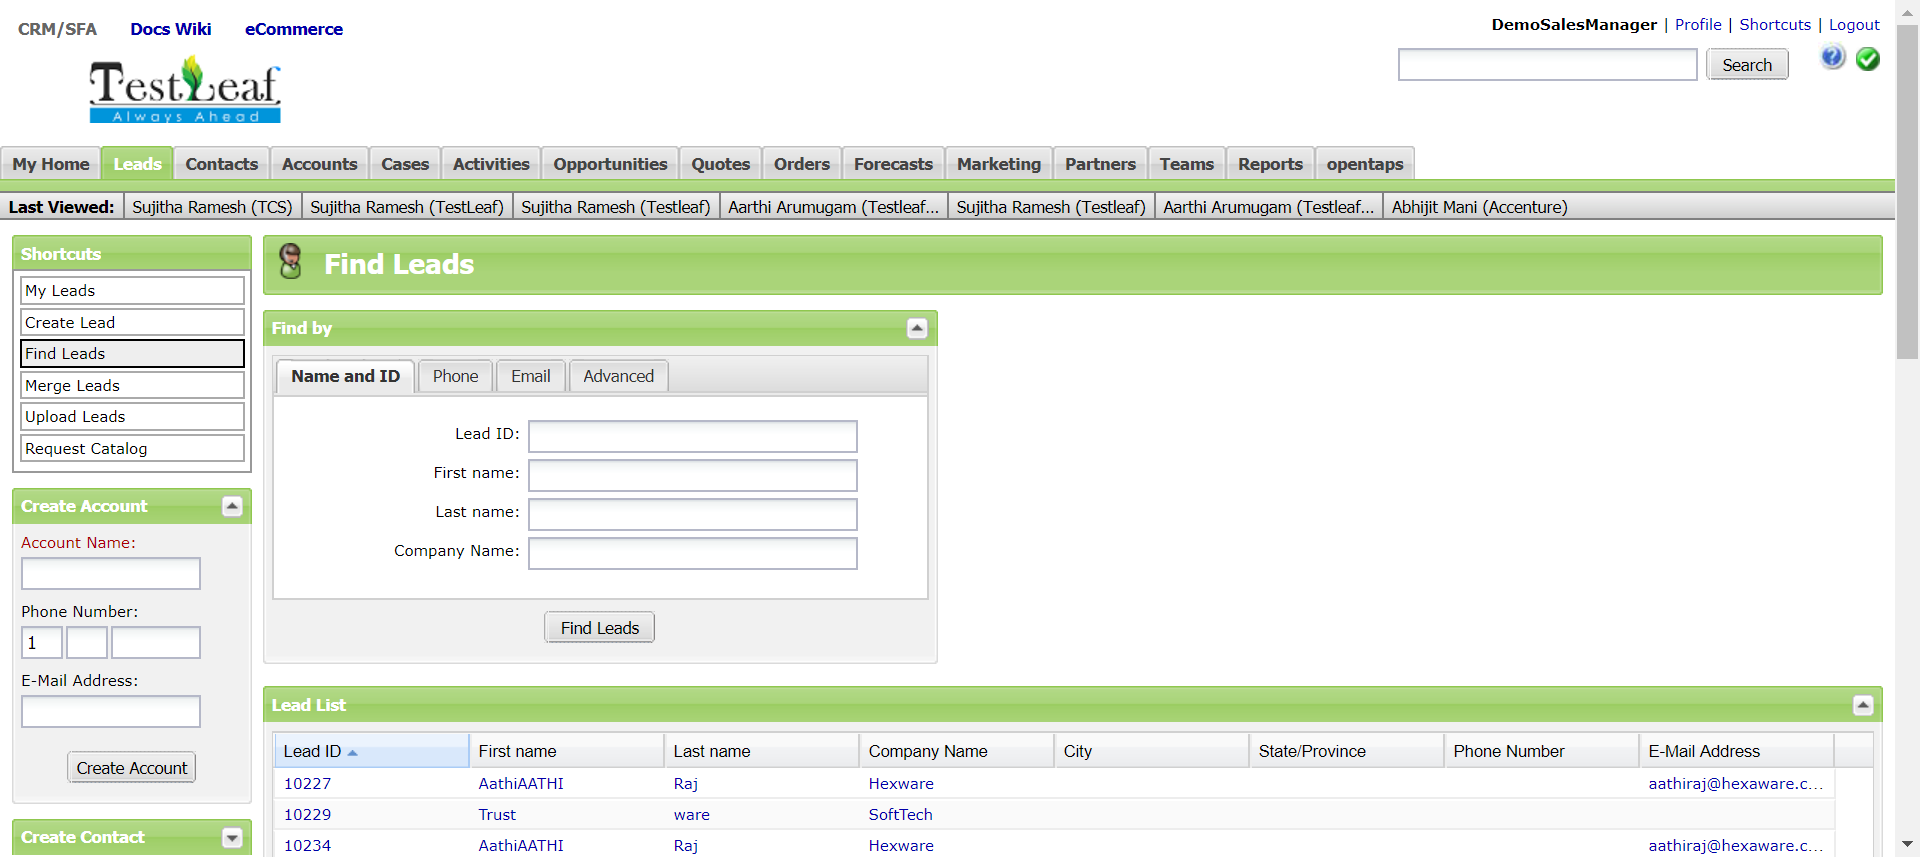 CRM/SFA Docs Wiki eCommerce
DemoSalesManager | Profile | Shortcuts | Logout
Search
TestLeaf
Always Ahead
My Home Leads Contacts Accounts Cases Activities Opportunities Quotes Orders Forecasts Marketing Partners Teams Reports opentaps
Last Viewed: Sujitha Ramesh (TCS) Sujitha Ramesh (TestLeaf) Sujitha Ramesh (Testleaf) Aarthi Arumugam (Testleaf... Sujitha Ramesh (Testleaf) Aarthi Arumugam (Testleaf... Abhijit Mani (Accenture)
Shortcuts
My Leads
Create Lead
Find Leads
Merge Leads
Upload Leads
Request Catalog
Create Account
Account Name:
Phone Number:
1
E-Mail Address:
Create Account
Create Contact
Find Leads
Find by
Name and ID Phone Email Advanced
Lead ID:
First name:
Last name:
Company Name:
Find Leads
Lead List
Lead ID First name Last name Company Name City State/Province Phone Number E-Mail Address
10227 AathiAATHI Raj Hexware aathiraj@hexaware.c...
10229 Trust ware SoftTech
10234 AathiAATHI Raj Hexware aathiraj@hexaware.c...